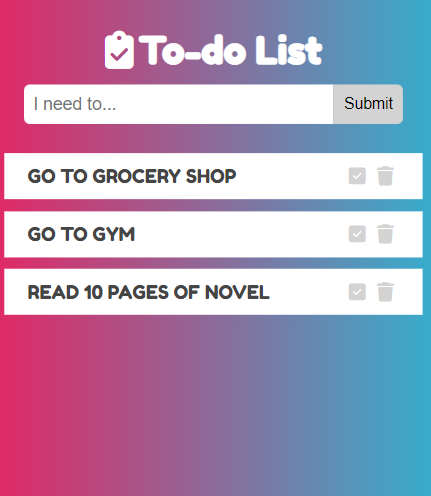 To-do List
I need to...
Submit
GO TO GROCERY SHOP
GO TO GYM
READ 10 PAGES OF NOVEL